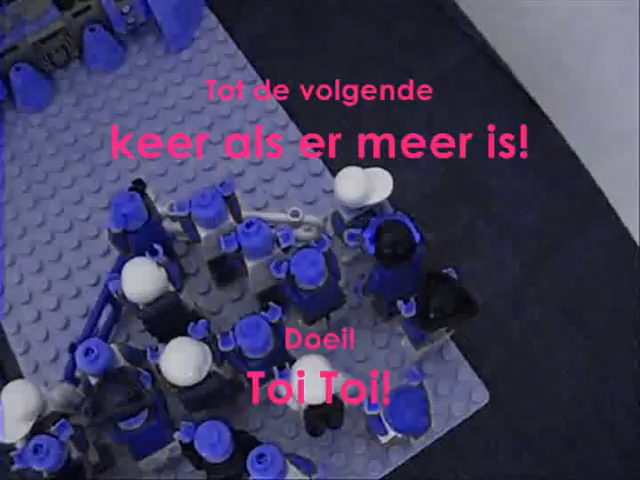 Tot de volgende
keer als er meer is!
Doei!
Toi Toi!